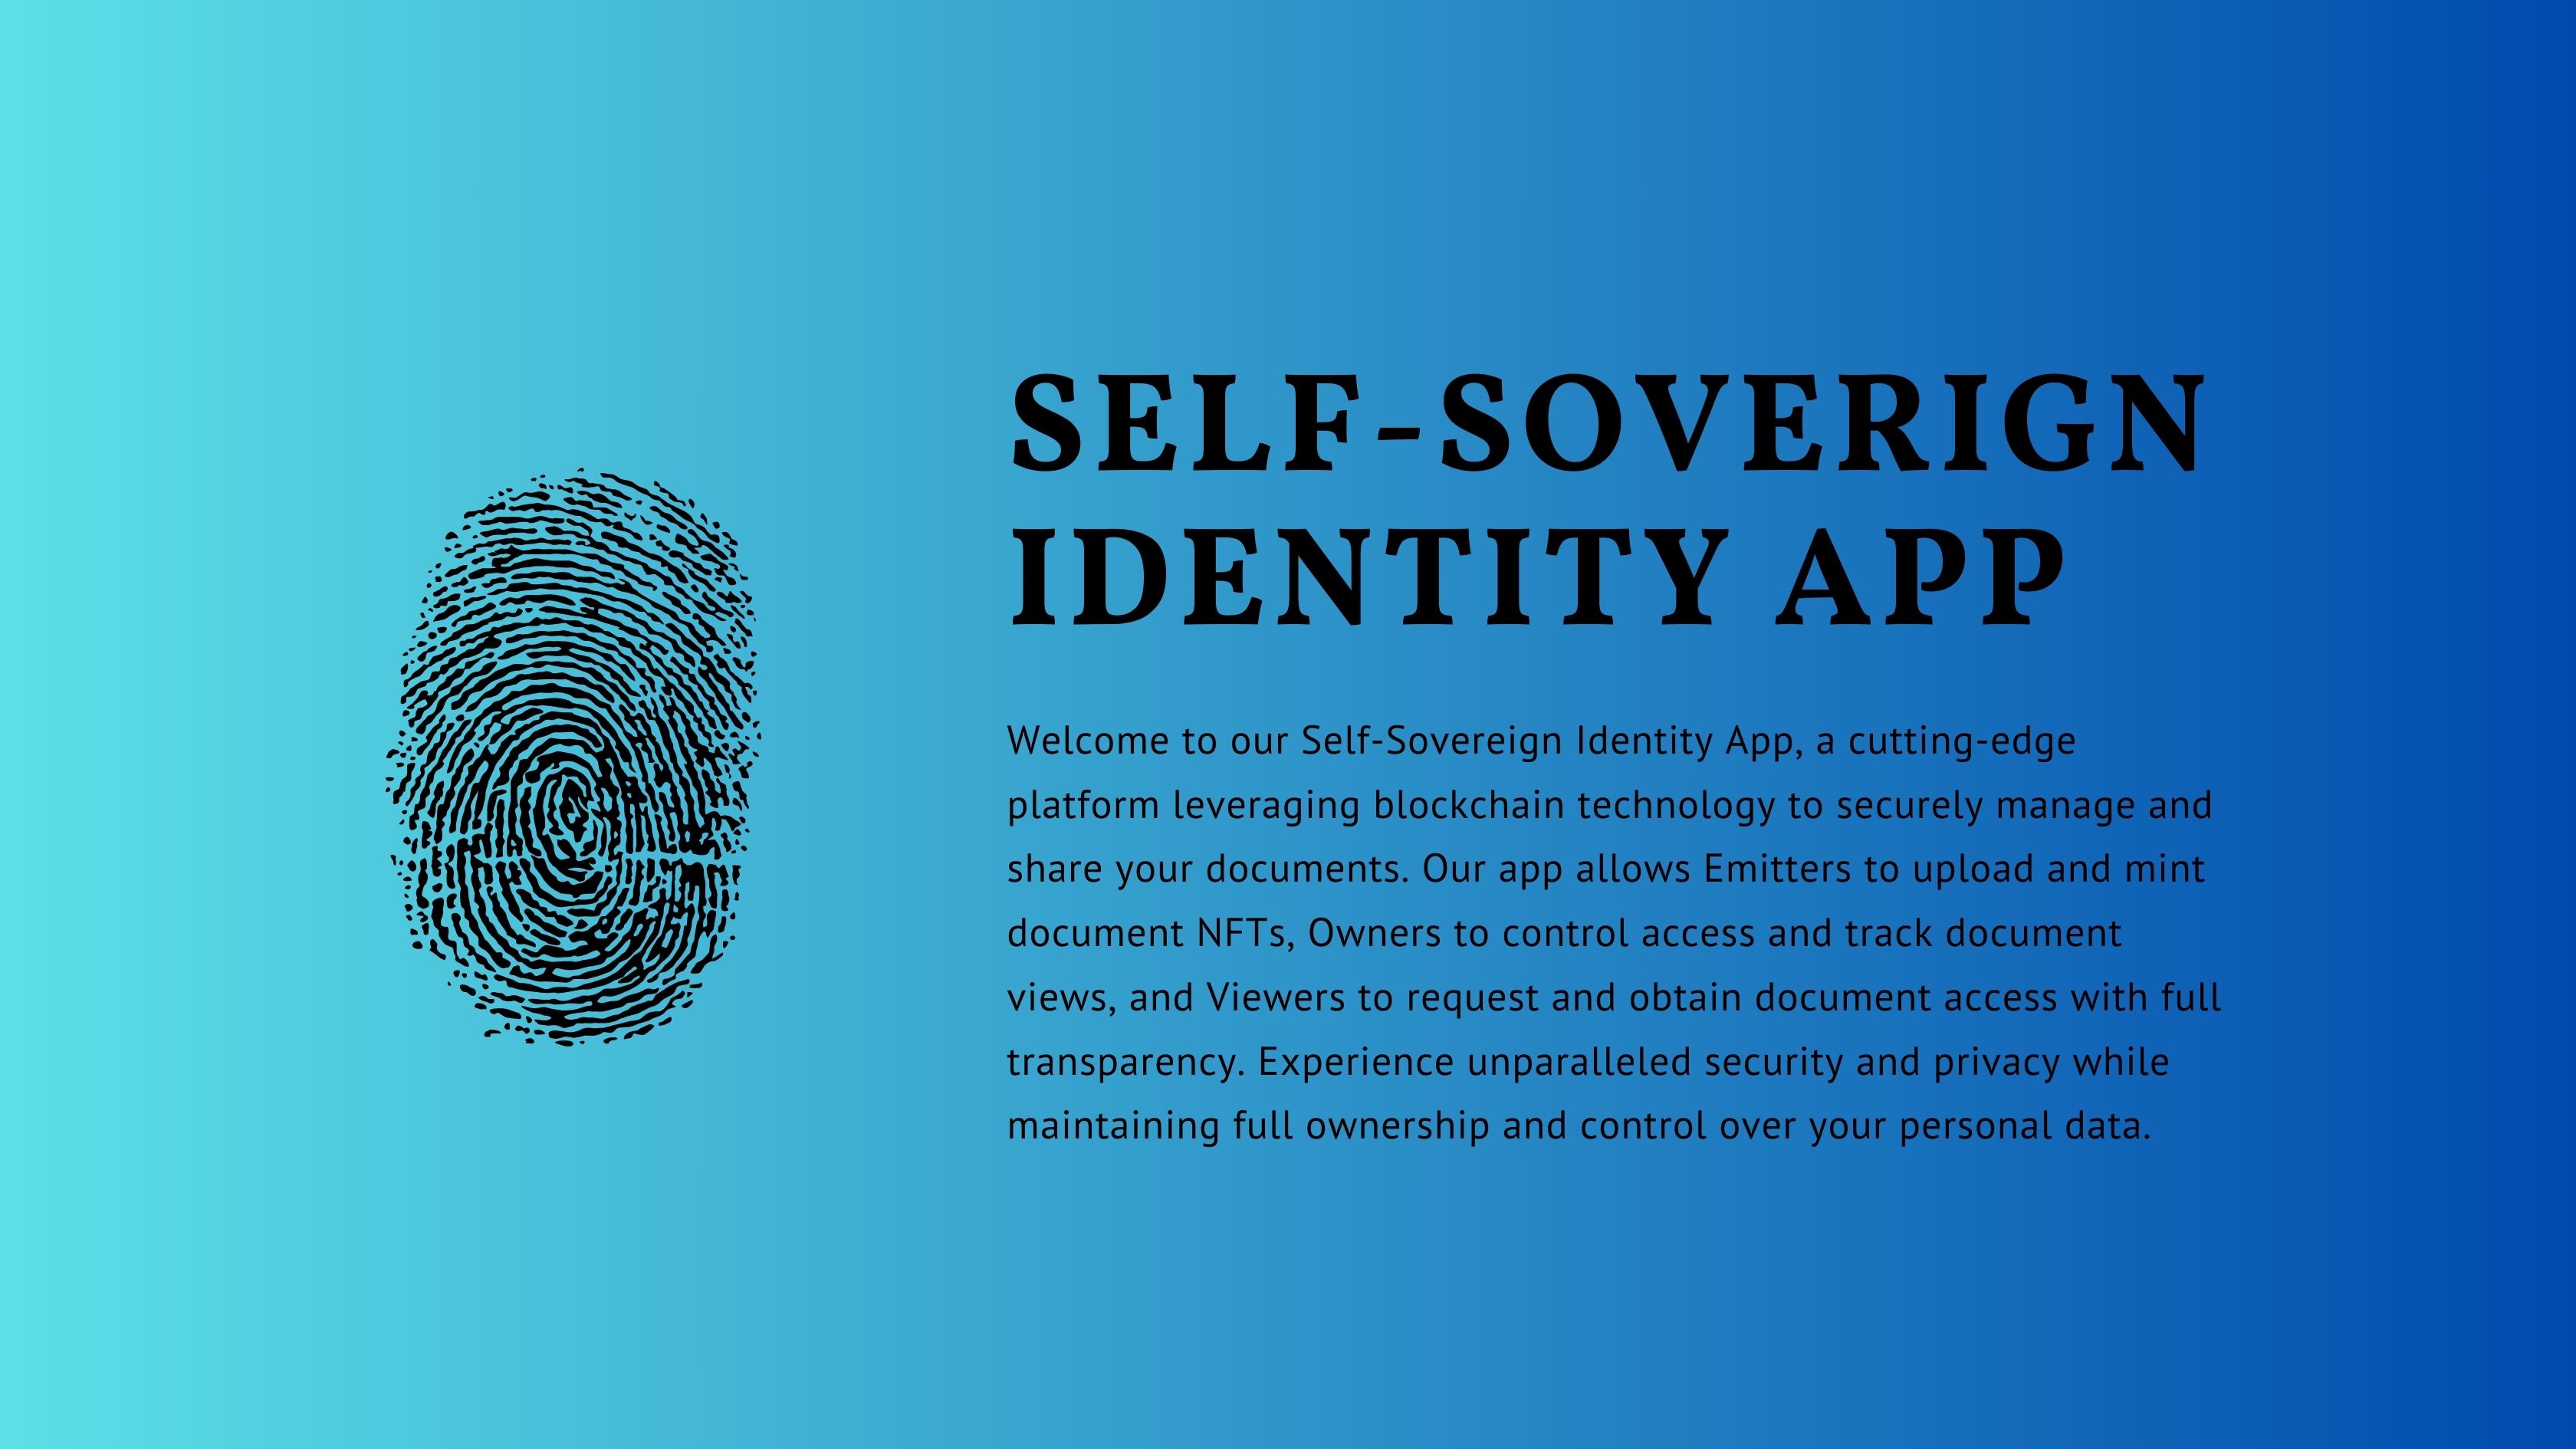 SELF-SOVERIGN
IDENTITY APP
Welcome to our Self-Sovereign Identity App, a cutting-edge
platform leveraging blockchain technology to securely manage and
share your documents. Our app allows Emitters to upload and mint
document NFTs, Owners to control access and track document
views, and Viewers to request and obtain document access with full
transparency. Experience unparalleled security and privacy while
maintaining full ownership and control over your personal data.